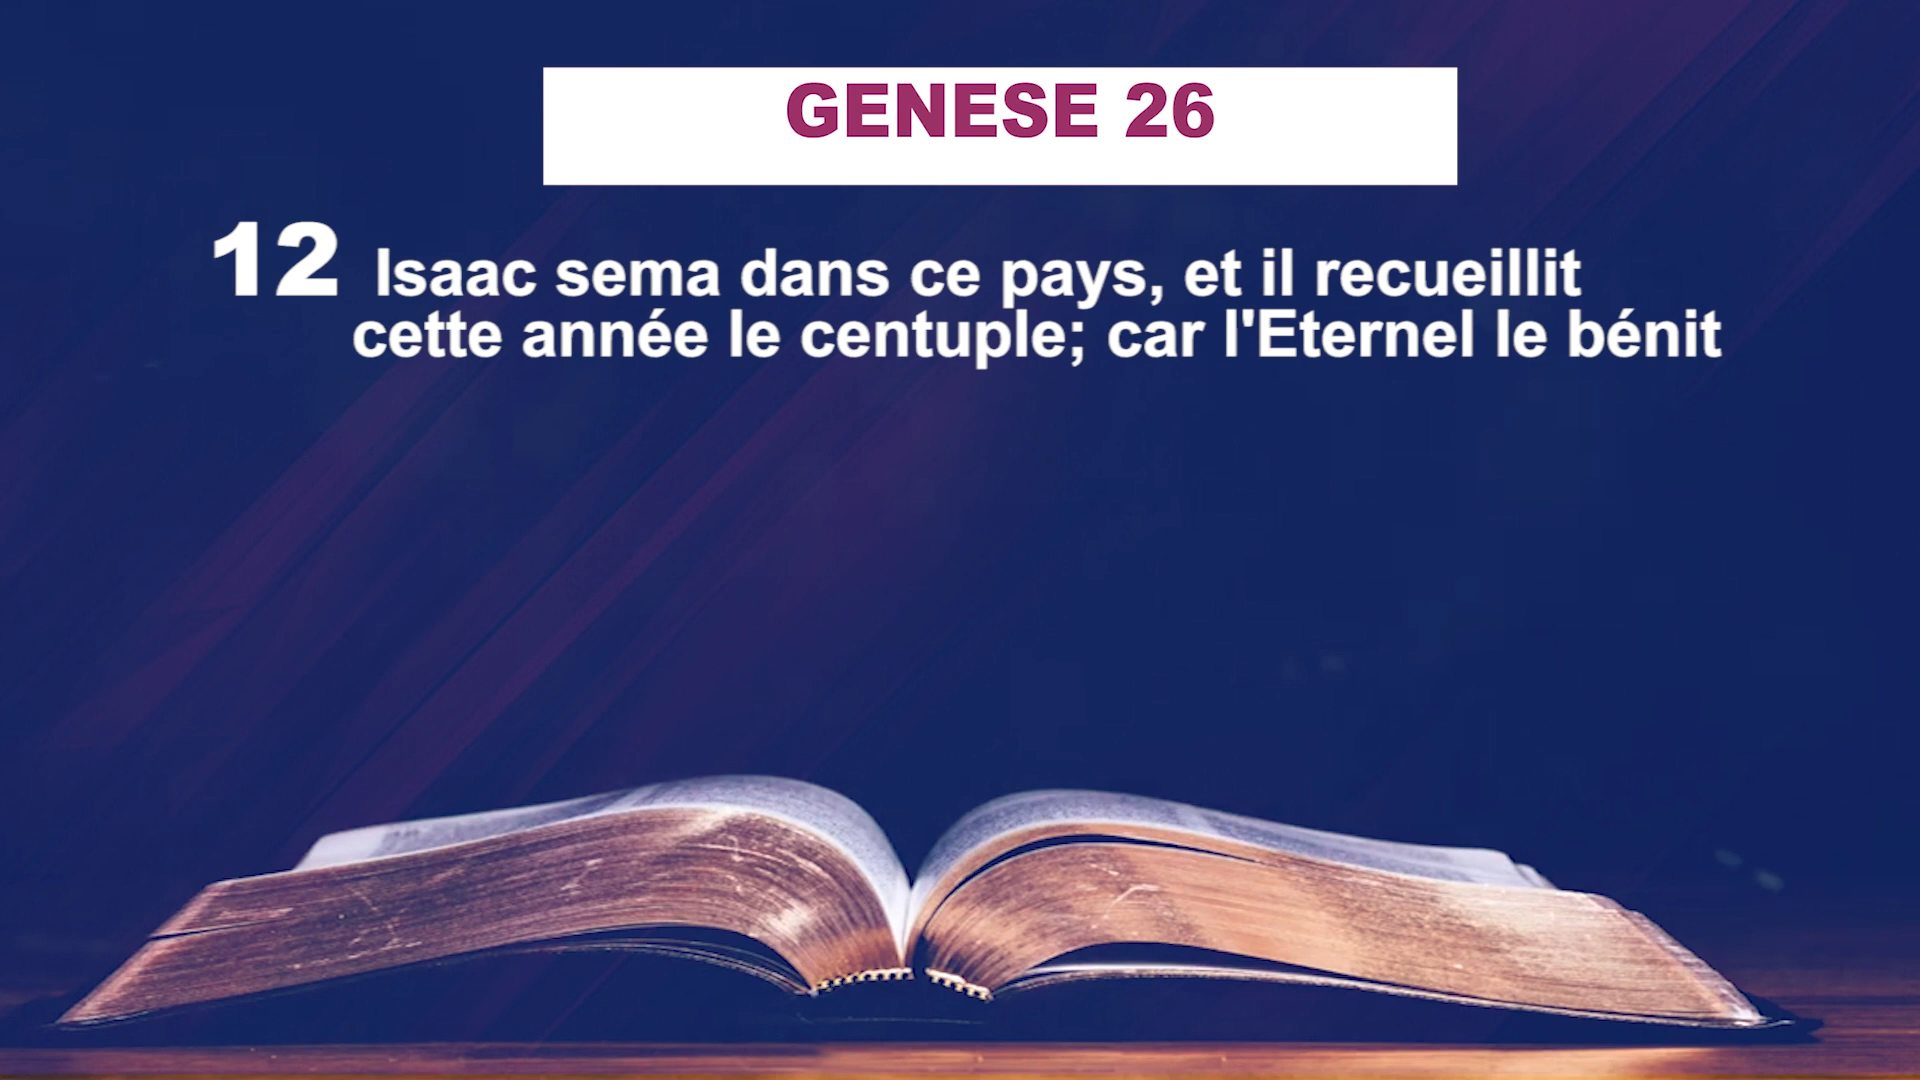 GENESE 26
12 Isaac sema dans ce pays, et il recueillit
cette année le centuple; car l'Eternel le bénit